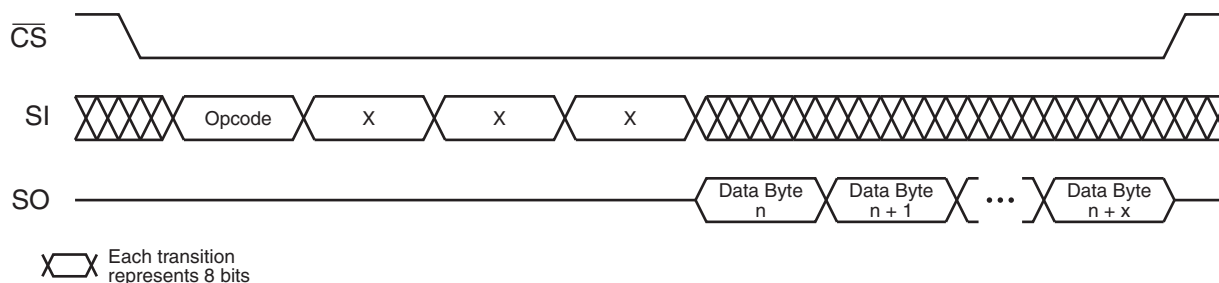 CS
SI
Opcode
X
X
X
SO
Data Byte
n
Data Byte
n + 1
•••
Data Byte
n + x
Each transition
represents 8 bits